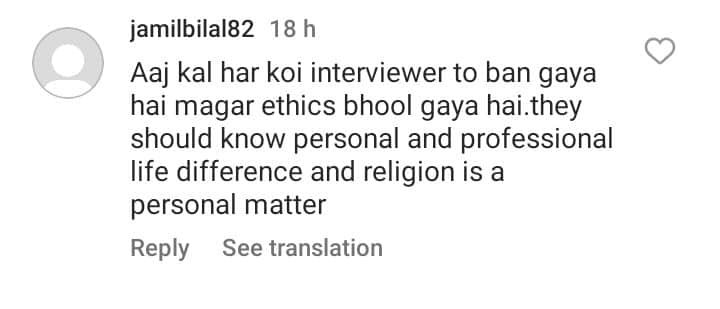 jamilbilal82 18 h
Aaj kal har koi interviewer to ban gaya
hai magar ethics bhool gaya hai.they
should know personal and professional
life difference and religion is a
personal matter
Reply See translation